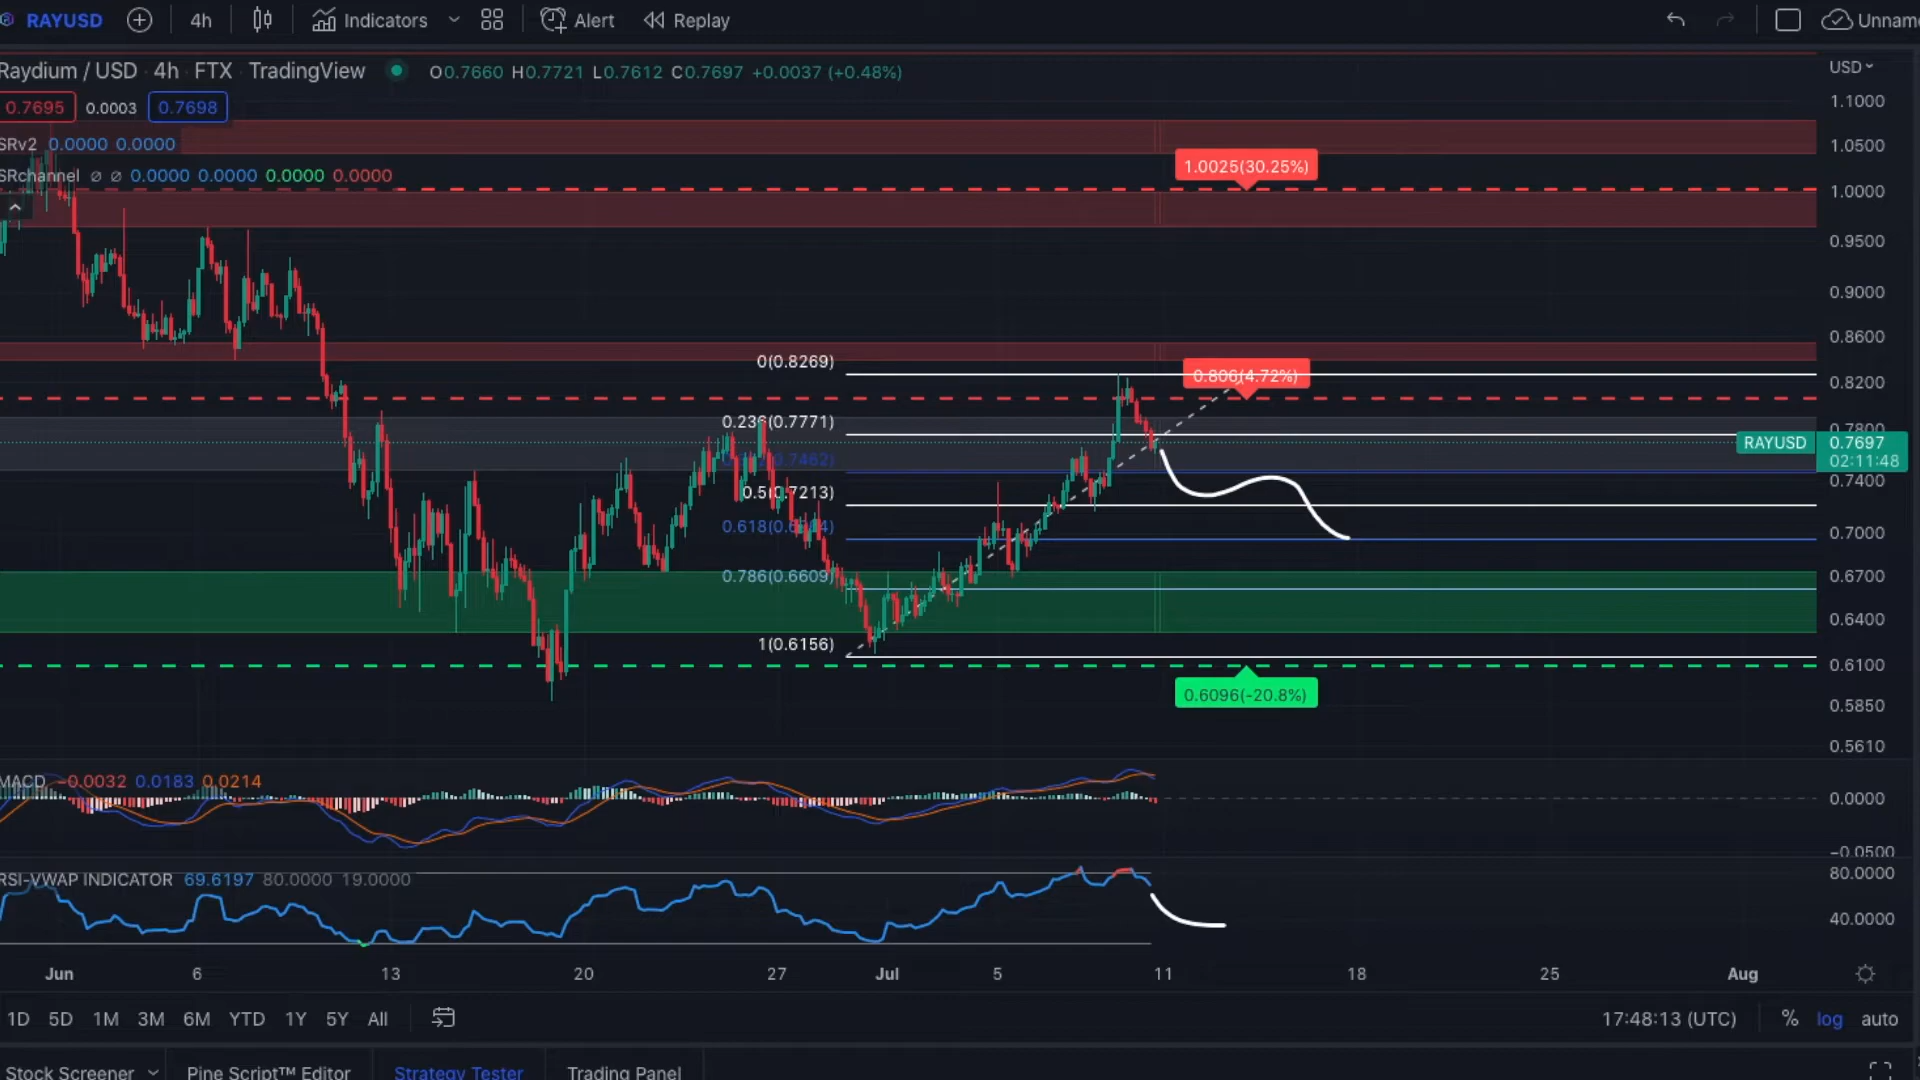 RAYUSD 4h Indicators Alert Replay Unnam
Raydium / USD 4h FTX TradingView O0.7660 H0.7721 L0.7612 C0.7697 +0.0037 (+0.48%)
USD
0.7695 0.0003 0.7698
SRv2 0.0000 0.0000
SRchannel ∅ ∅ 0.0000 0.0000 0.0000 0.0000
1.1000
1.0500
1.0025(30.25%)
1.0000
0.9500
0.9000
0.8600
0(0.8269)
0.806(4.72%)
0.8200
0.236(0.7771)
0.7800
RAYUSD 0.7697
02:11:48
0.7400
0.5(0.7213)
0.7000
0.786(0.6609)
0.6700
0.6400
1(0.6156)
0.6100
0.6096(-20.8%)
0.5850
0.5610
MACD −0.0032 0.0183 0.0214
0.0000
−0.0500
RSI-VWAP INDICATOR 69.6197 80.0000 19.0000
80.0000
40.0000
Jun 6 13 20 27 Jul 5 11 18 25 Aug
1D 5D 1M 3M 6M YTD 1Y 5Y All 17:48:13 (UTC) % log auto
Stock Screener Pine Script™ Editor Strategy Tester Trading Panel